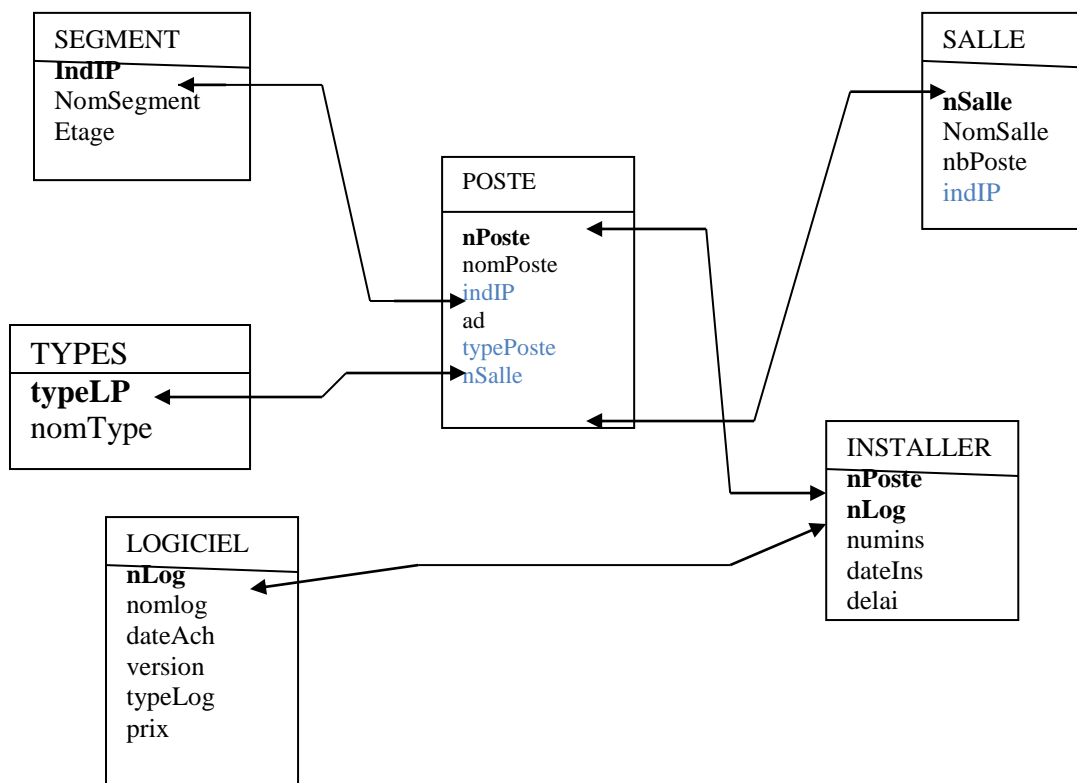 SEGMENT
IndIP
NomSegment
Etage
SALLE
nSalle
NomSalle
nbPoste
indIP
POSTE
nPoste
nomPoste
indIP
ad
typePoste
nSalle
TYPES
typeLP
nomType
INSTALLER
nPoste
nLog
numins
dateIns
delai
LOGICIEL
nLog
nomlog
dateAch
version
typeLog
prix